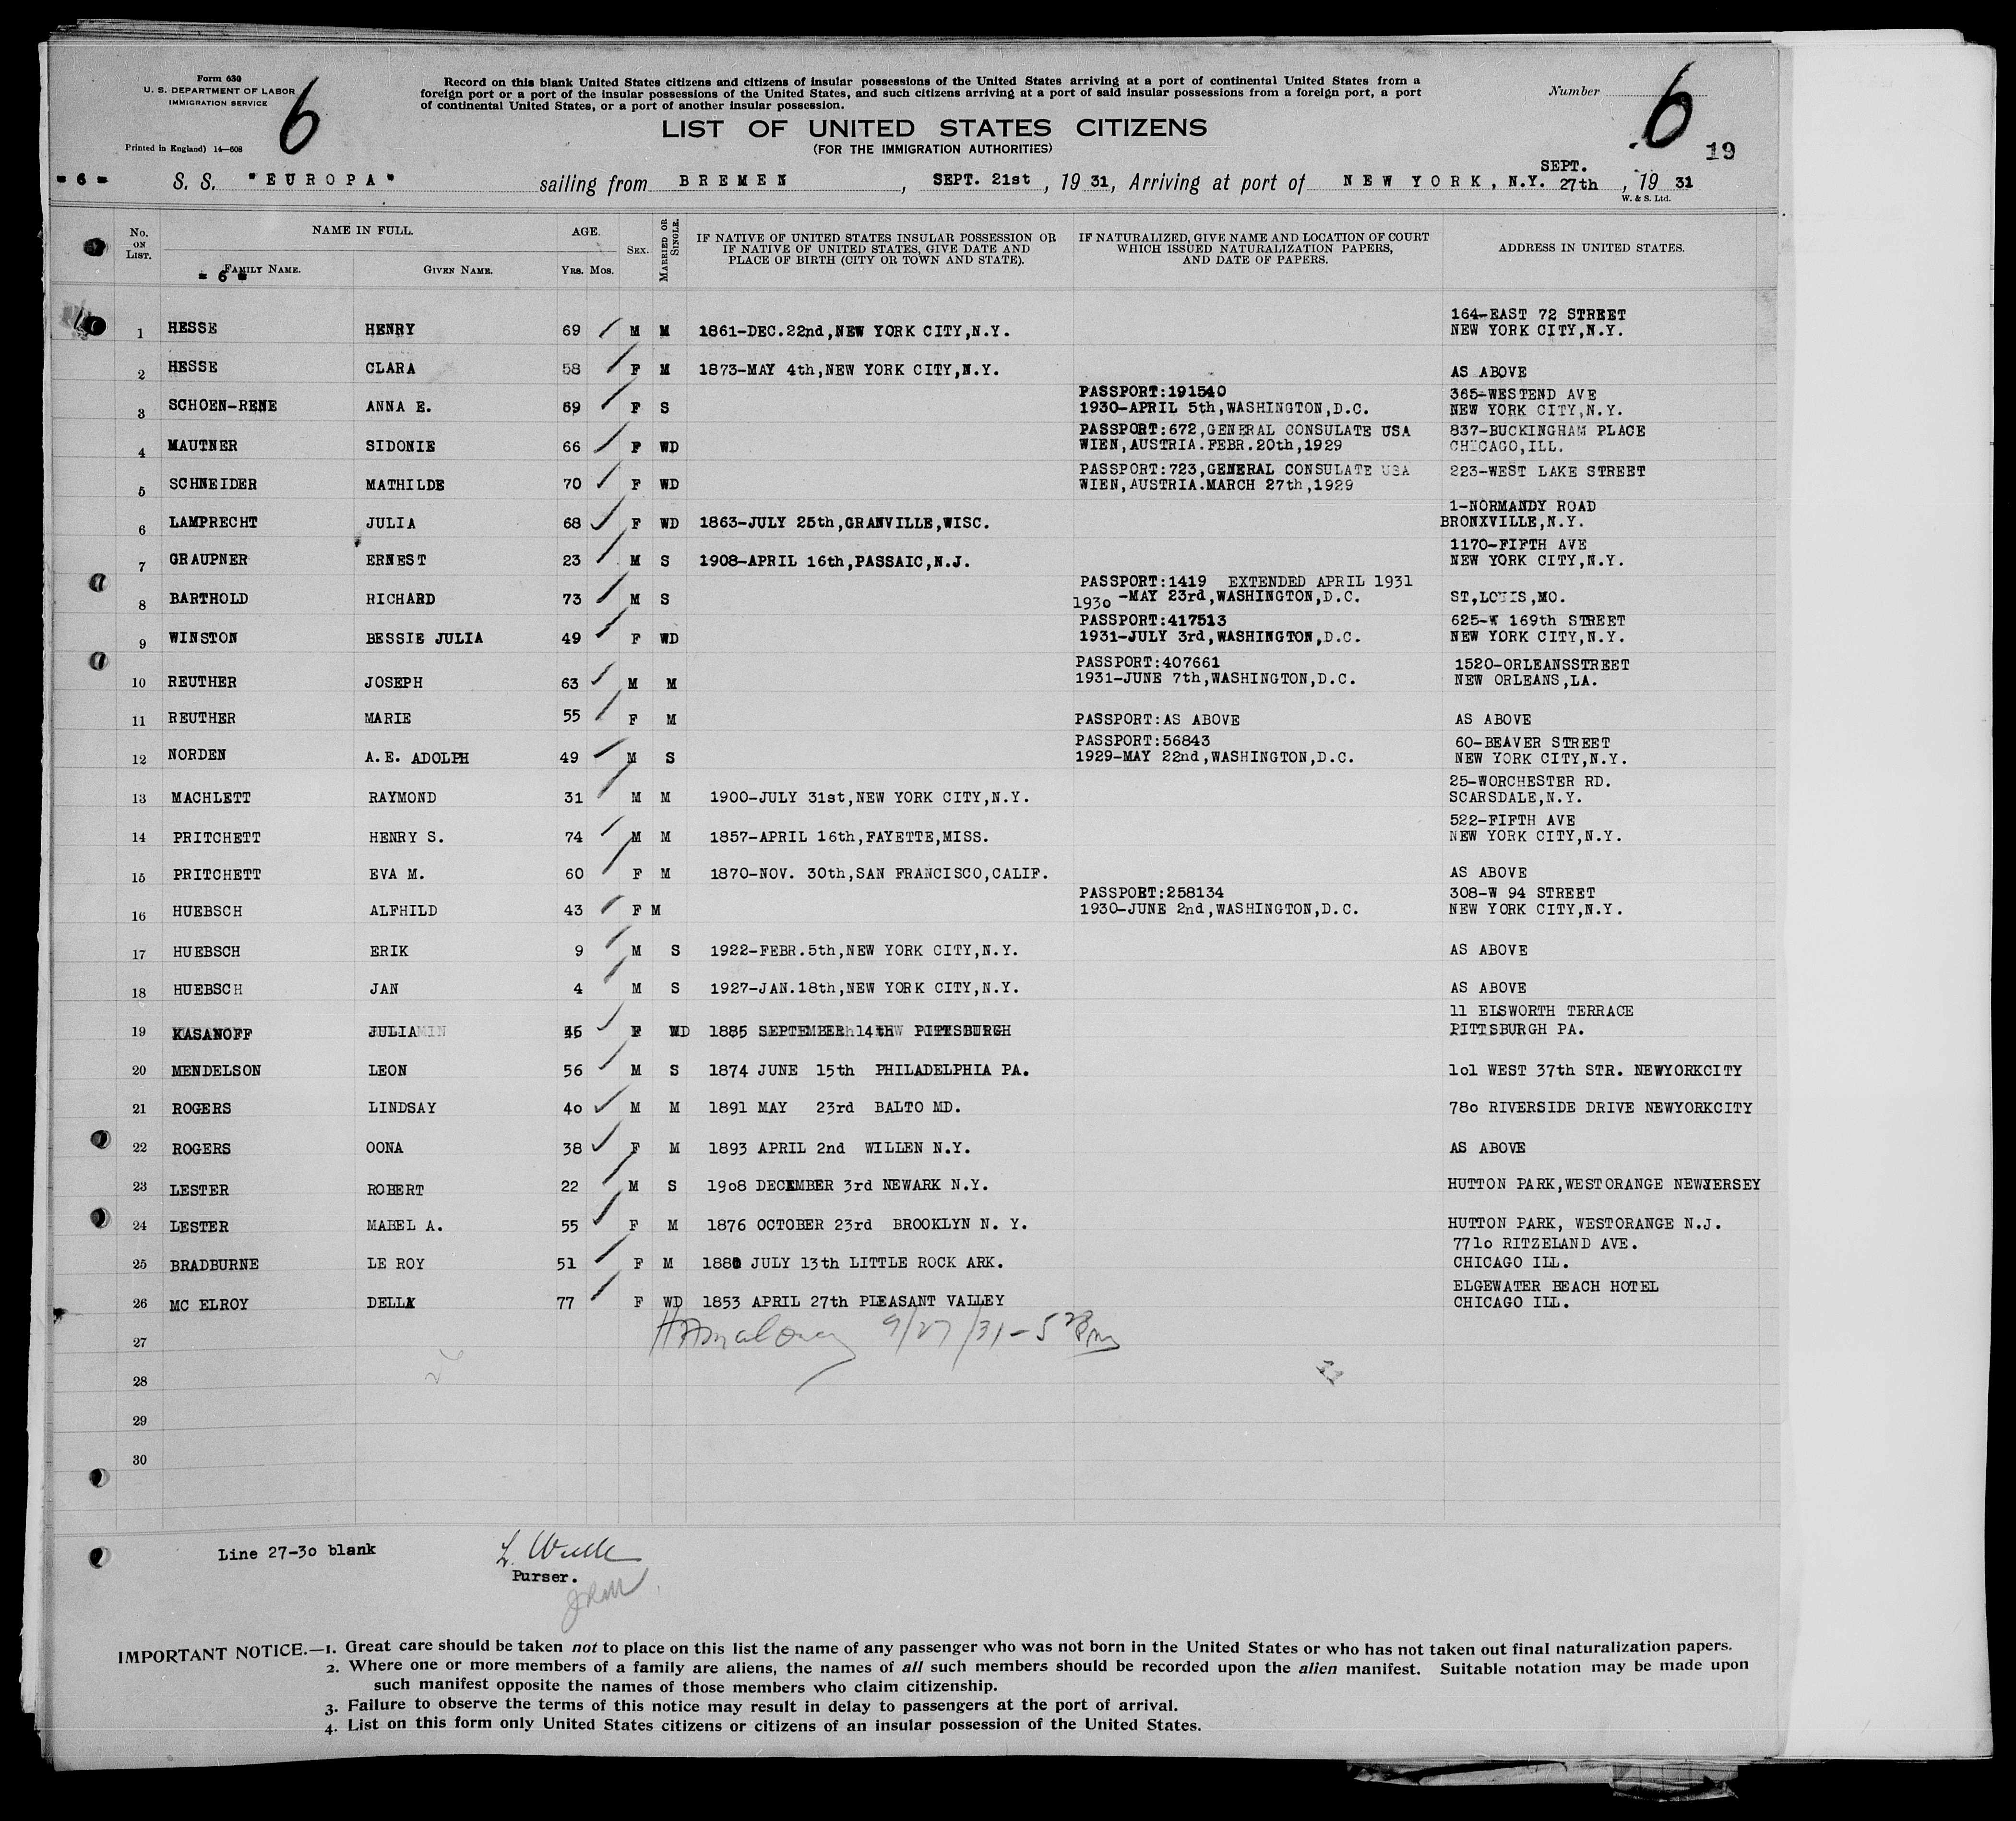 Form 630
U. S. DEPARTMENT OF LABOR
IMMIGRATION SERVICE
Printed in England) 14—608
6
Record on this blank United States citizens and citizens of insular possessions of the United States arriving at a port of continental United States from a
foreign port or a port of the insular possessions of the United States, and such citizens arriving at a port of said insular possessions from a foreign port, a port
of continental United States, or a port of another insular possession.
LIST OF UNITED STATES CITIZENS
(FOR THE IMMIGRATION AUTHORITIES)
Number 6
19
= 6 = S. S. "EUROPA" sailing from BREMEN, SEPT. 21st, 19 31, Arriving at port of NEW YORK, N.Y. SEPT. 27th, 19 31
W. & S. Ltd.
No. ON LIST. NAME IN FULL. FAMILY NAME. = 6 = GIVEN NAME. AGE. YRS. MOS. SEX. MARRIED OR SINGLE. IF NATIVE OF UNITED STATES INSULAR POSSESSION OR IF NATIVE OF UNITED STATES, GIVE DATE AND PLACE OF BIRTH (CITY OR TOWN AND STATE). IF NATURALIZED, GIVE NAME AND LOCATION OF COURT WHICH ISSUED NATURALIZATION PAPERS, AND DATE OF PAPERS. ADDRESS IN UNITED STATES.
1 HESSE HENRY 69 M M 1861-DEC.22nd,NEW YORK CITY,N.Y. 164-EAST 72 STREET NEW YORK CITY,N.Y.
2 HESSE CLARA 58 F M 1873-MAY 4th,NEW YORK CITY,N.Y. AS ABOVE
3 SCHOEN-RENE ANNA E. 69 F S PASSPORT:191540 1930-APRIL 5th,WASHINGTON,D.C. 365-WESTEND AVE NEW YORK CITY,N.Y.
4 MAUTNER SIDONIE 66 F WD PASSPORT:672,GENERAL CONSULATE USA WIEN,AUSTRIA.FEBR.20th,1929 837-BUCKINGHAM PLACE CHICAGO,ILL.
5 SCHNEIDER MATHILDE 70 F WD PASSPORT:723,GENERAL CONSULATE USA WIEN,AUSTRIA.MARCH 27th,1929 223-WEST LAKE STREET
6 LAMPRECHT JULIA 68 F WD 1863-JULY 25th,GRANVILLE,WISC. 1-NORMANDY ROAD BRONXVILLE,N.Y.
7 GRAUPNER ERNEST 23 M S 1908-APRIL 16th,PASSAIC,N.J. 1170-FIFTH AVE NEW YORK CITY,N.Y.
8 BARTHOLD RICHARD 73 M S PASSPORT:1419 EXTENDED APRIL 1931 1930-MAY 23rd,WASHINGTON,D.C. ST,LOUIS,MO.
9 WINSTON BESSIE JULIA 49 F WD PASSPORT:417513 1931-JULY 3rd,WASHINGTON,D.C. 625-W 169th STREET NEW YORK CITY,N.Y.
10 REUTHER JOSEPH 63 M M PASSPORT:407661 1931-JUNE 7th,WASHINGTON,D.C. 1520-ORLEANSSTREET NEW ORLEANS,LA.
11 REUTHER MARIE 55 F M PASSPORT:AS ABOVE AS ABOVE
12 NORDEN A.E. ADOLPH 49 M S PASSPORT:56843 1929-MAY 22nd,WASHINGTON,D.C. 60-BEAVER STREET NEW YORK CITY,N.Y.
13 MACHLETT RAYMOND 31 M M 1900-JULY 31st,NEW YORK CITY,N.Y. 25-WORCHESTER RD. SCARSDALE,N.Y.
14 PRITCHETT HENRY S. 74 M M 1857-APRIL 16th,FAYETTE,MISS. 522-FIFTH AVE NEW YORK CITY,N.Y.
15 PRITCHETT EVA M. 60 F M 1870-NOV. 30th,SAN FRANCISCO,CALIF. AS ABOVE
16 HUEBSCH ALFHILD 43 F M PASSPORT:258134 1930-JUNE 2nd,WASHINGTON,D.C. 308-W 94 STREET NEW YORK CITY,N.Y.
17 HUEBSCH ERIK 9 M S 1922-FEBR.5th,NEW YORK CITY,N.Y. AS ABOVE
18 HUEBSCH JAN 4 M S 1927-JAN.18th,NEW YORK CITY,N.Y. AS ABOVE
19 KASANOFF JULIA F WD 1885 SEPTEMBER 14th PITTSBURGH 11 ELSWORTH TERRACE PITTSBURGH PA.
20 MENDELSON LEON 56 M S 1874 JUNE 15th PHILADELPHIA PA. 1o1 WEST 37th STR. NEWYORKCITY
21 ROGERS LINDSAY 4o M M 1891 MAY 23rd BALTO MD. 78o RIVERSIDE DRIVE NEWYORKCITY
22 ROGERS OONA 38 F M 1893 APRIL 2nd WILLEN N.Y. AS ABOVE
23 LESTER ROBERT 22 M S 19o8 DECEMBER 3rd NEWARK N.Y. HUTTON PARK,WESTORANGE NEWJERSEY
24 LESTER MABEL A. 55 F M 1876 OCTOBER 23rd BROOKLYN N. Y. HUTTON PARK, WESTORANGE N.J.
25 BRADBURNE LE ROY 51 F M 1880 JULY 13th LITTLE ROCK ARK. 771o RITZELAND AVE. CHICAGO ILL.
26 MC ELROY DELLA 77 F WD 1853 APRIL 27th PLEASANT VALLEY ELGEWATER BEACH HOTEL CHICAGO ILL.
27 9/27/31-
28
29
30
Line 27-3o blank
Purser.
IMPORTANT NOTICE.—1. Great care should be taken not to place on this list the name of any passenger who was not born in the United States or who has not taken out final naturalization papers.
2. Where one or more members of a family are aliens, the names of all such members should be recorded upon the alien manifest. Suitable notation may be made upon
such manifest opposite the names of those members who claim citizenship.
3. Failure to observe the terms of this notice may result in delay to passengers at the port of arrival.
4. List on this form only United States citizens or citizens of an insular possession of the United States.